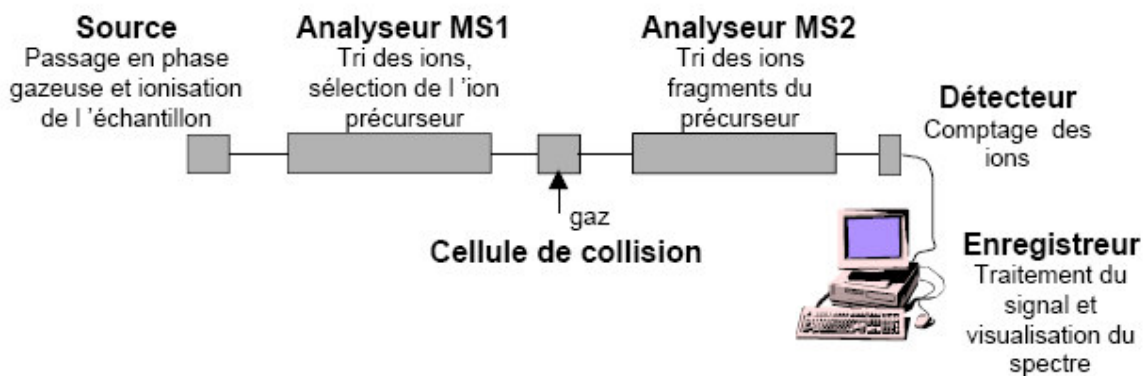 Source
Passage en phase
gazeuse et ionisation
de l ’échantillon
Analyseur MS1
Tri des ions,
sélection de l ’ion
précurseur
Analyseur MS2
Tri des ions
fragments du
précurseur
Détecteur
Comptage des
ions
gaz
Cellule de collision
Enregistreur
Traitement du
signal et
visualisation du
spectre